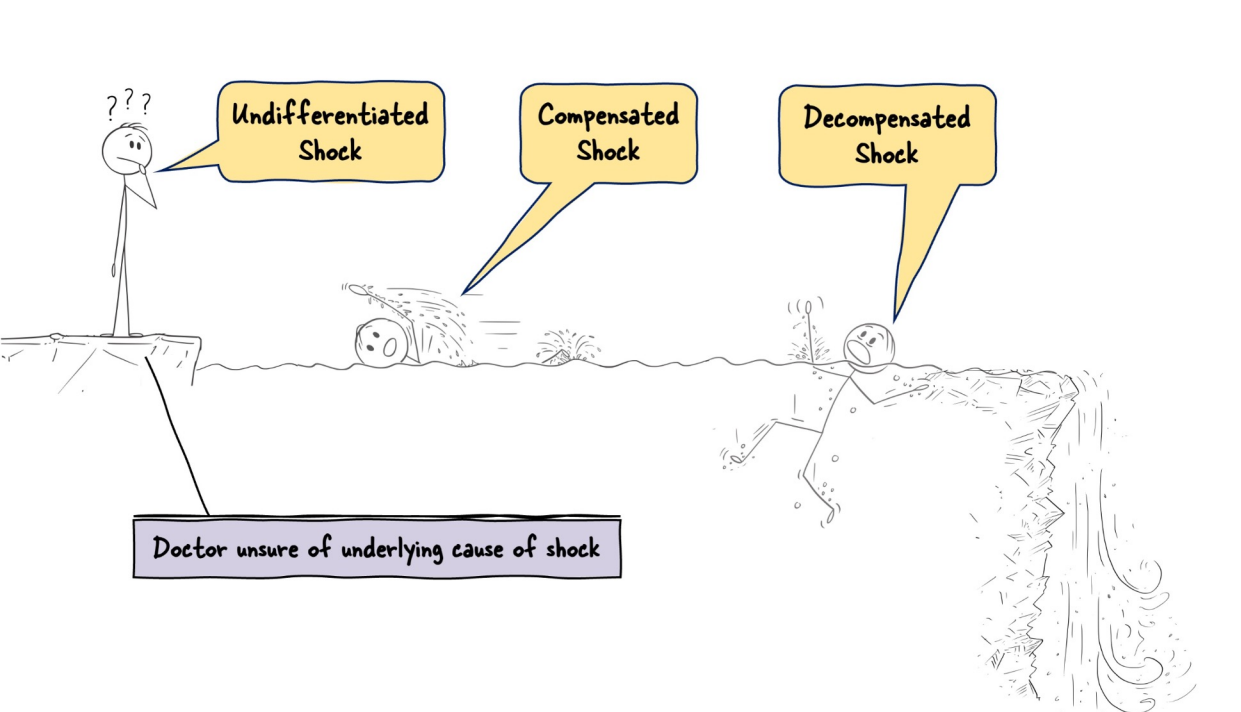 ? ? ?
Undifferentiated
Shock
Compensated
Shock
Decompensated
Shock
Doctor unsure of underlying cause of shock